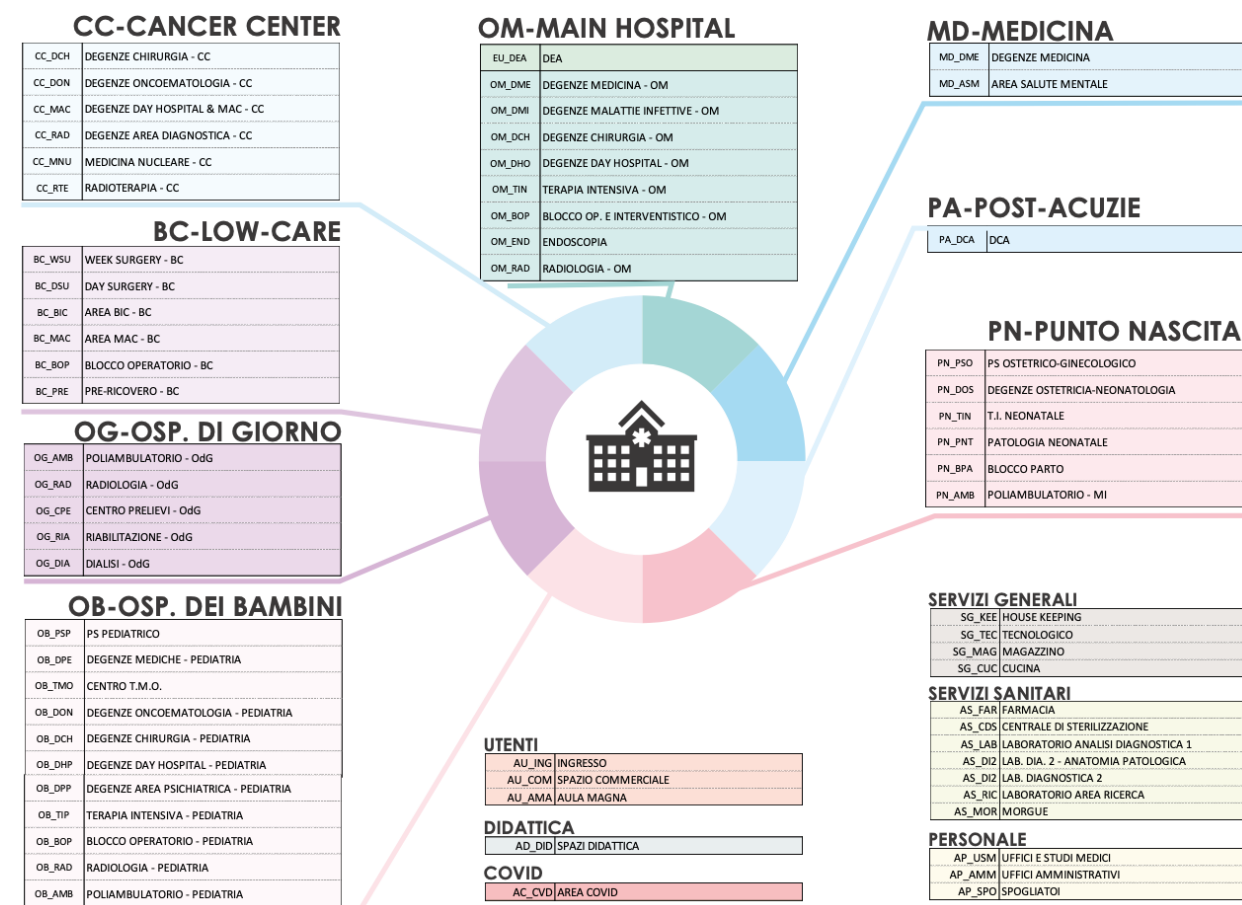 CC-CANCER CENTER
CC_DCH DEGENZE CHIRURGIA - CC
CC_DON DEGENZE ONCOEMATOLOGIA - CC
CC_MAC DEGENZE DAY HOSPITAL & MAC - CC
CC_RAD DEGENZE AREA DIAGNOSTICA - CC
CC_MNU MEDICINA NUCLEARE - CC
CC_RTE RADIOTERAPIA - CC
BC-LOW-CARE
BC_WSU WEEK SURGERY - BC
BC_DSU DAY SURGERY - BC
BC_BIC AREA BIC - BC
BC_MAC AREA MAC - BC
BC_BOP BLOCCO OPERATORIO - BC
BC_PRE PRE-RICOVERO - BC
OG-OSP. DI GIORNO
OG_AMB POLIAMBULATORIO - OdG
OG_RAD RADIOLOGIA - OdG
OG_CPE CENTRO PRELIEVI - OdG
OG_RIA RIABILITAZIONE - OdG
OG_DIA DIALISI - OdG
OB-OSP. DEI BAMBINI
OB_PSP PS PEDIATRICO
OB_DPE DEGENZE MEDICHE - PEDIATRIA
OB_TMO CENTRO T.M.O.
OB_DON DEGENZE ONCOEMATOLOGIA - PEDIATRIA
OB_DCH DEGENZE CHIRURGIA - PEDIATRIA
OB_DHP DEGENZE DAY HOSPITAL - PEDIATRIA
OB_DPP DEGENZE AREA PSICHIATRICA - PEDIATRIA
OB_TIP TERAPIA INTENSIVA - PEDIATRIA
OB_BOP BLOCCO OPERATORIO - PEDIATRIA
OB_RAD RADIOLOGIA - PEDIATRIA
OB_AMB POLIAMBULATORIO - PEDIATRIA
OM-MAIN HOSPITAL
EU_DEA DEA
OM_DME DEGENZE MEDICINA - OM
OM_DMI DEGENZE MALATTIE INFETTIVE - OM
OM_DCH DEGENZE CHIRURGIA - OM
OM_DHO DEGENZE DAY HOSPITAL - OM
OM_TIN TERAPIA INTENSIVA - OM
OM_BOP BLOCCO OP. E INTERVENTISTICO - OM
OM_END ENDOSCOPIA
OM_RAD RADIOLOGIA - OM
UTENTI
AU_ING INGRESSO
AU_COM SPAZIO COMMERCIALE
AU_AMA AULA MAGNA
DIDATTICA
AD_DID SPAZI DIDATTICA
COVID
AC_CVD AREA COVID
MD-MEDICINA
MD_DME DEGENZE MEDICINA
MD_ASM AREA SALUTE MENTALE
PA-POST-ACUZIE
PA_DCA DCA
PN-PUNTO NASCITA
PN_PSO PS OSTETRICO-GINECOLOGICO
PN_DOS DEGENZE OSTETRICIA-NEONATOLOGIA
PN_TIN T.I. NEONATALE
PN_PNT PATOLOGIA NEONATALE
PN_BPA BLOCCO PARTO
PN_AMB POLIAMBULATORIO - MI
SERVIZI GENERALI
SG_KEE HOUSE KEEPING
SG_TEC TECNOLOGICO
SG_MAG MAGAZZINO
SG_CUC CUCINA
SERVIZI SANITARI
AS_FAR FARMACIA
AS_CDS CENTRALE DI STERILIZZAZIONE
AS_LAB LABORATORIO ANALISI DIAGNOSTICA 1
AS_DI2 LAB. DIA. 2 - ANATOMIA PATOLOGICA
AS_DI2 LAB. DIAGNOSTICA 2
AS_RIC LABORATORIO AREA RICERCA
AS_MOR MORGUE
PERSONALE
AP_USM UFFICI E STUDI MEDICI
AP_AMM UFFICI AMMINISTRATIVI
AP_SPO SPOGLIATOI